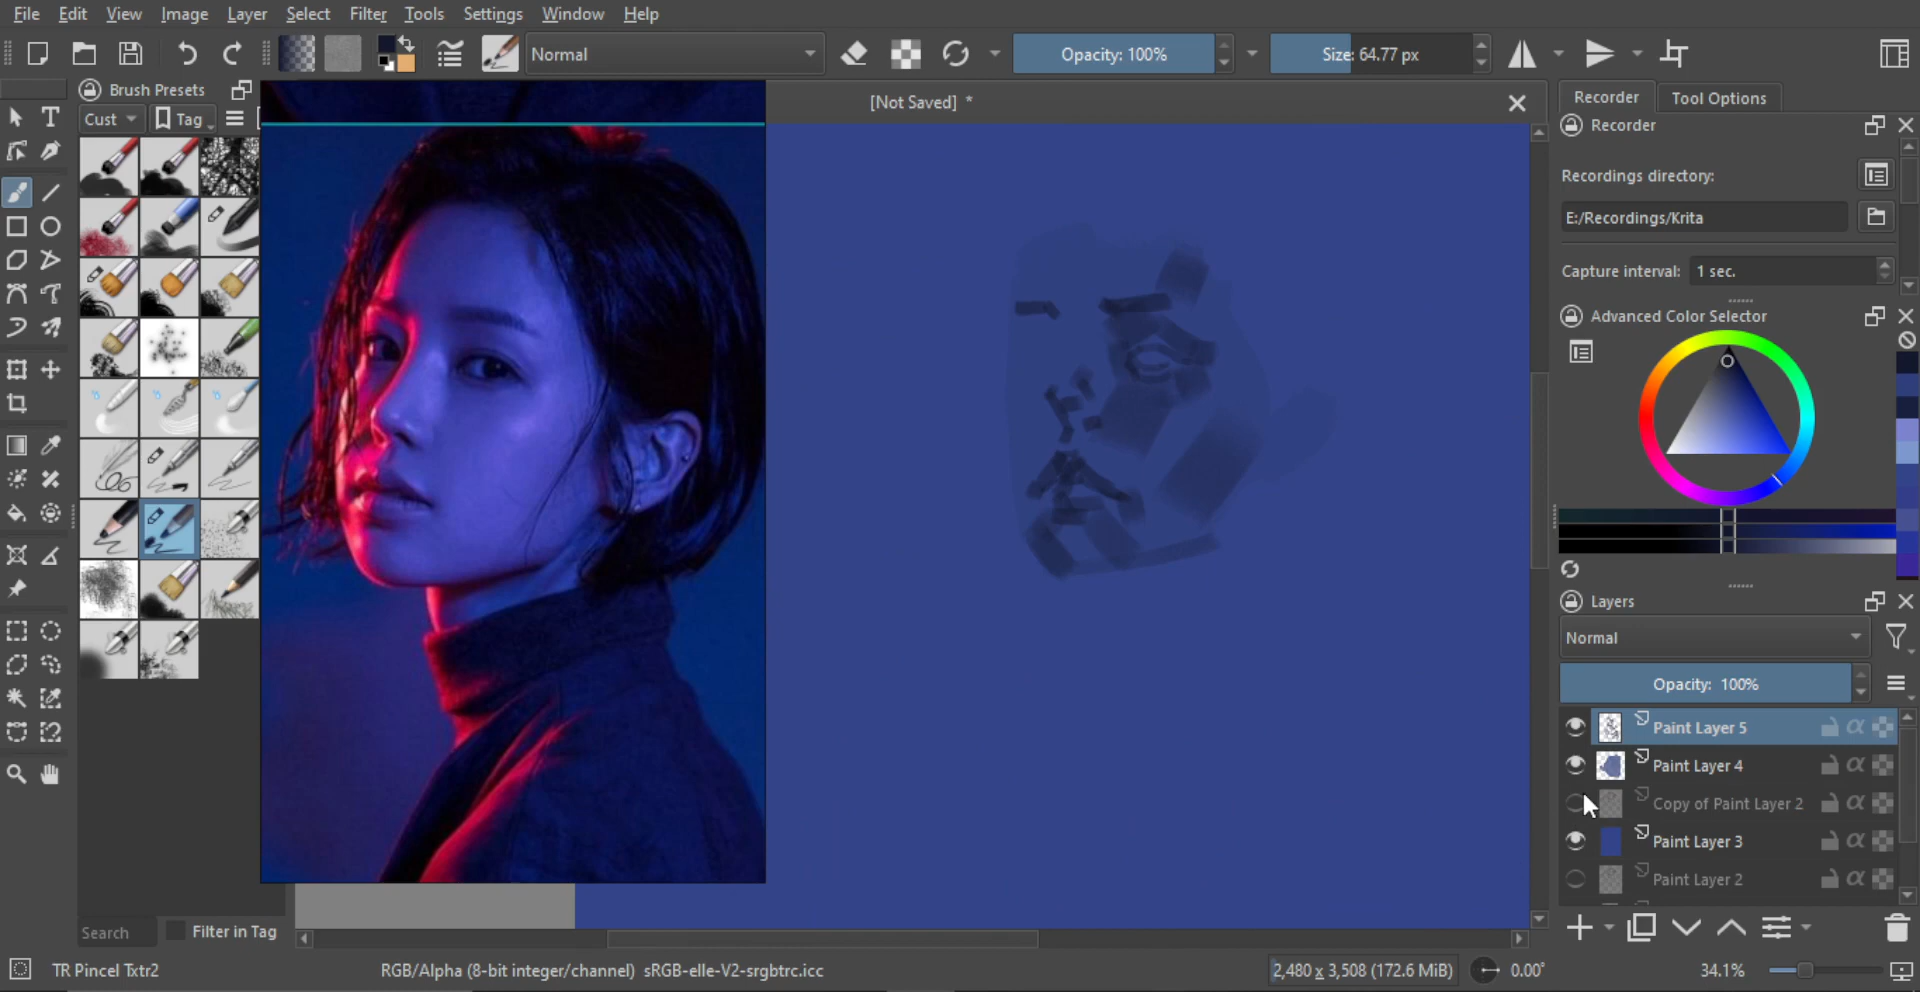 File Edit View Image Layer Select Filter Tools Settings Window Help
Normal
Opacity: 100%
Size: 64.77 px
Brush Presets
[Not Saved] *
Recorder
Tool Options
Cust
Tag
Recorder
Recordings directory:
E:/Recordings/Krita
Capture interval:
1 sec.
Advanced Color Selector
Layers
Normal
Opacity: 100%
Paint Layer 5
Paint Layer 4
Copy of Paint Layer 2
Paint Layer 3
Paint Layer 2
Search
Filter in Tag
TR Pincel Txtr2
RGB/Alpha (8-bit integer/channel) sRGB-elle-V2-srgbtrc.icc
2,480 x 3,508 (172.6 MiB)
0.00°
34.1%